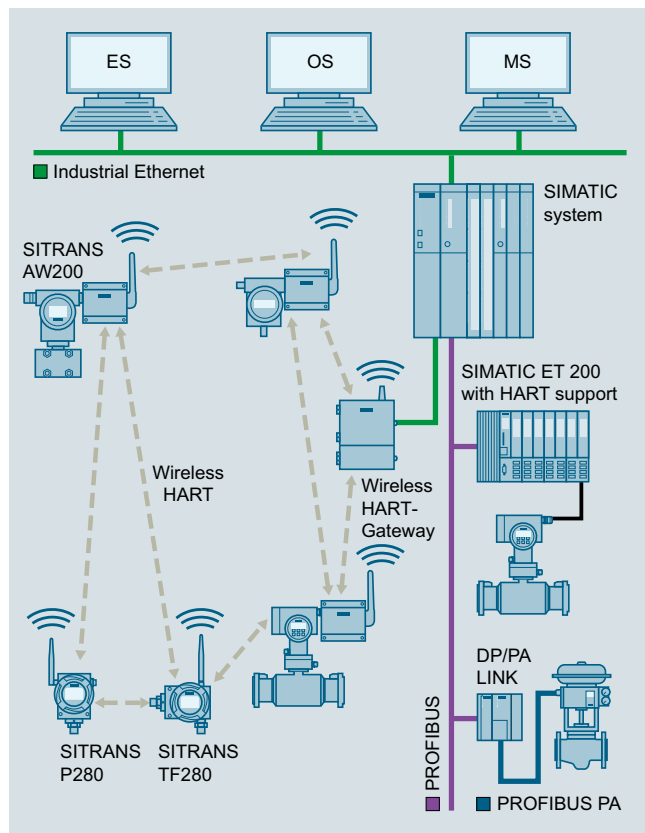 ES
OS
MS
Industrial Ethernet
SIMATIC
system
SITRANS
AW200
SIMATIC ET 200
with HART support
Wireless
HART
Wireless
HART-
Gateway
DP/PA
LINK
SITRANS
P280
SITRANS
TF280
PROFIBUS
PROFIBUS PA